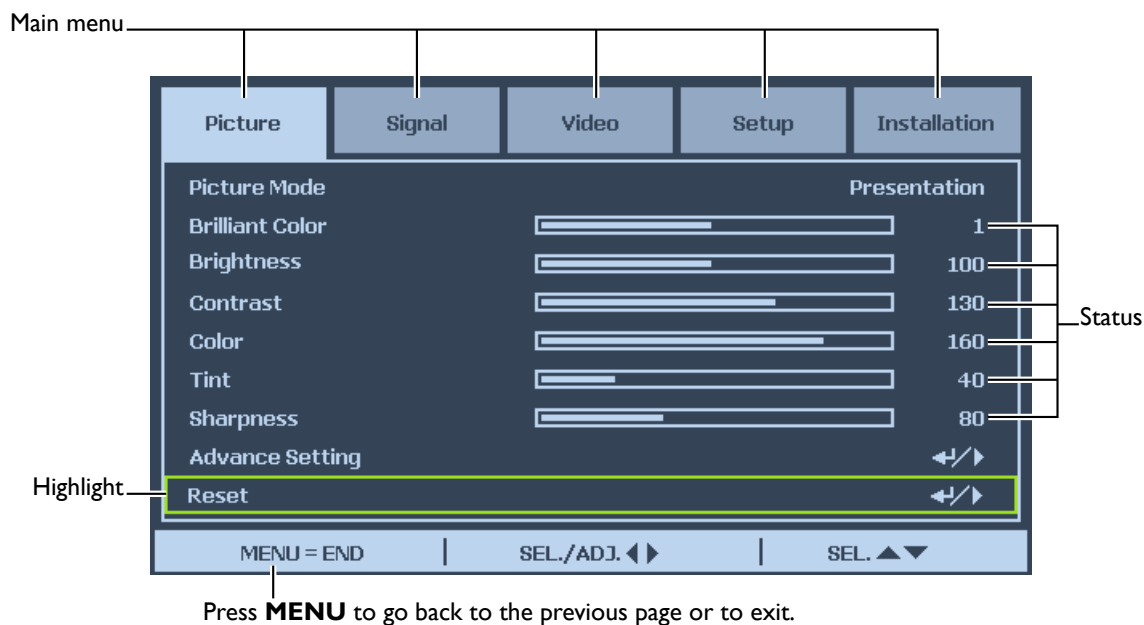 Main menu
Picture Signal Video Setup Installation
Picture Mode Presentation
Brilliant Color 1
Brightness 100
Contrast 130
Status
Color 160
Tint 40
Sharpness 80
Advance Setting
Highlight
Reset
MENU = END SEL./ADJ. SEL.
Press MENU to go back to the previous page or to exit.